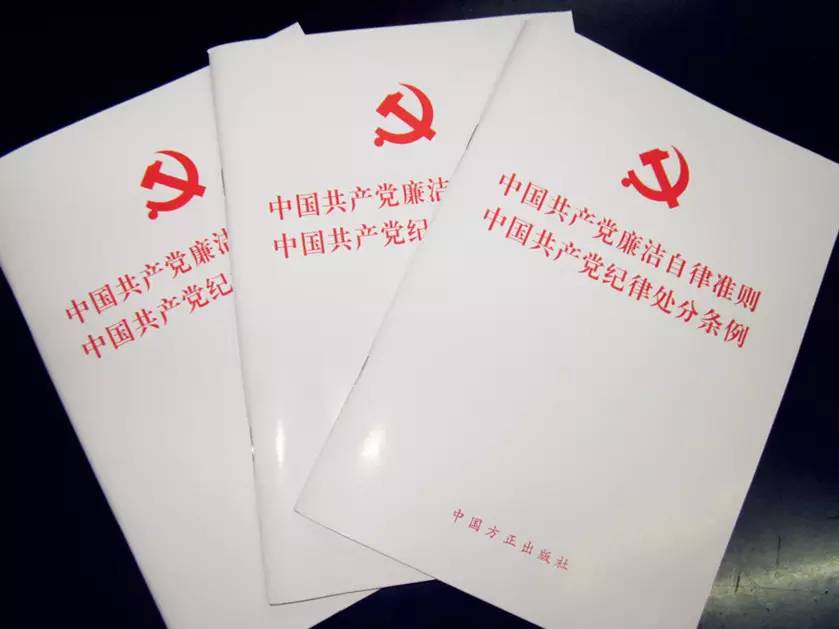 中国共产党廉洁
中国共产党纪
中国共产党廉洁
中国共产党纪律
中国共产党廉洁自律准则
中国共产党纪律处分条例
中国方正出版社